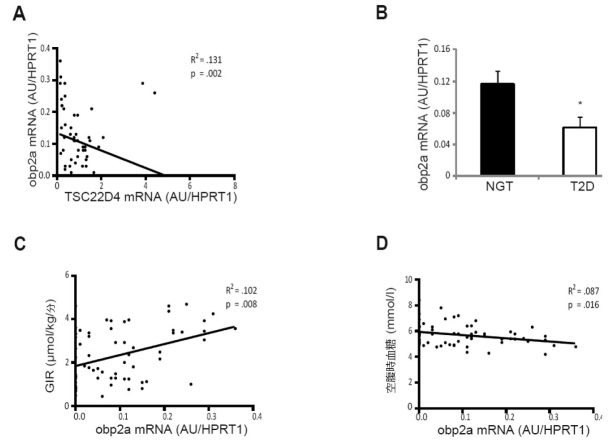 A
obp2a mRNA (AU/HPRT1)
0.4
0.3
0.2
0.1
0.0
0 2 4 6 8
TSC22D4 mRNA (AU/HPRT1)
R² = .131
p = .002
B
obp2a mRNA (AU/HPRT1)
0.16
0.12
0.08
0.04
0
*
NGT T2D
C
GIR (μmol/kg/分)
6
4
2
0
0.0 0.1 0.2 0.3 0.4
obp2a mRNA (AU/HPRT1)
R² = .102
p = .008
D
空腹時血糖 (mmol/l)
10
8
6
4
2
0
0.0 0.1 0.2 0.3 0.4
obp2a mRNA (AU/HPRT1)
R² = .087
p = .016